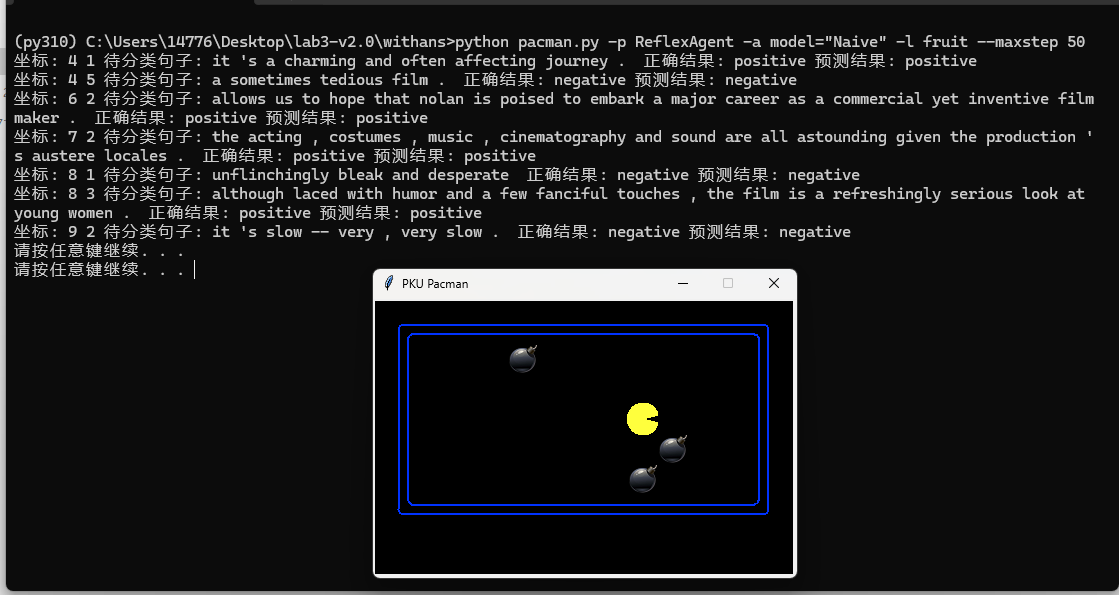 (py310) C:\Users\14776\Desktop\lab3-v2.0\withans>python pacman.py -p ReflexAgent -a model="Naive" -l fruit --maxstep 50
坐标: 4 1 待分类句子: it 's a charming and often affecting journey .  正确结果: positive 预测结果: positive
坐标: 4 5 待分类句子: a sometimes tedious film .  正确结果: negative 预测结果: negative
坐标: 6 2 待分类句子: allows us to hope that nolan is poised to embark a major career as a commercial yet inventive film
maker .  正确结果: positive 预测结果: positive
坐标: 7 2 待分类句子: the acting , costumes , music , cinematography and sound are all astounding given the production '
s austere locales .  正确结果: positive 预测结果: positive
坐标: 8 1 待分类句子: unflinchingly bleak and desperate  正确结果: negative 预测结果: negative
坐标: 8 3 待分类句子: although laced with humor and a few fanciful touches , the film is a refreshingly serious look at
young women .  正确结果: positive 预测结果: positive
坐标: 9 2 待分类句子: it 's slow -- very , very slow .  正确结果: negative 预测结果: negative
请按任意键继续. . .
请按任意键继续. . .
PKU Pacman